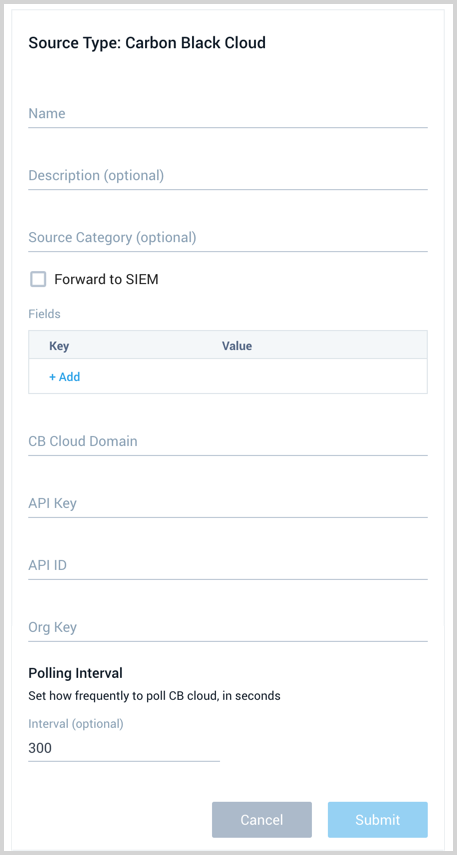 Source Type: Carbon Black Cloud
Name
Description (optional)
Source Category (optional)
Forward to SIEM
Fields
Key Value
+ Add
CB Cloud Domain
API Key
API ID
Org Key
Polling Interval
Set how frequently to poll CB cloud, in seconds
Interval (optional)
300
Cancel Submit